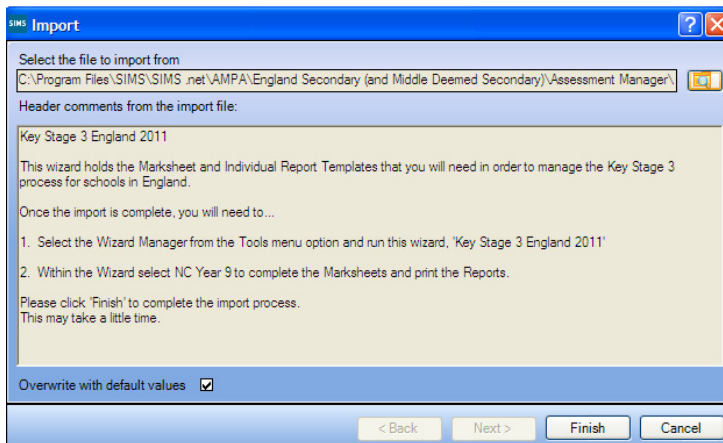 SIMS Import
Select the file to import from
C:\Program Files\SIMS\SIMS .net\AMPA\England Secondary (and Middle Deemed Secondary)\Assessment Manager\
Header comments from the import file:
Key Stage 3 England 2011
This wizard holds the Marksheet and Individual Report Templates that you will need in order to manage the Key Stage 3
process for schools in England.
Once the import is complete, you will need to...
1. Select the Wizard Manager from the Tools menu option and run this wizard, 'Key Stage 3 England 2011'
2. Within the Wizard select NC Year 9 to complete the Marksheets and print the Reports.
Please click 'Finish' to complete the import process.
This may take a little time.
Overwrite with default values
< Back Next > Finish Cancel